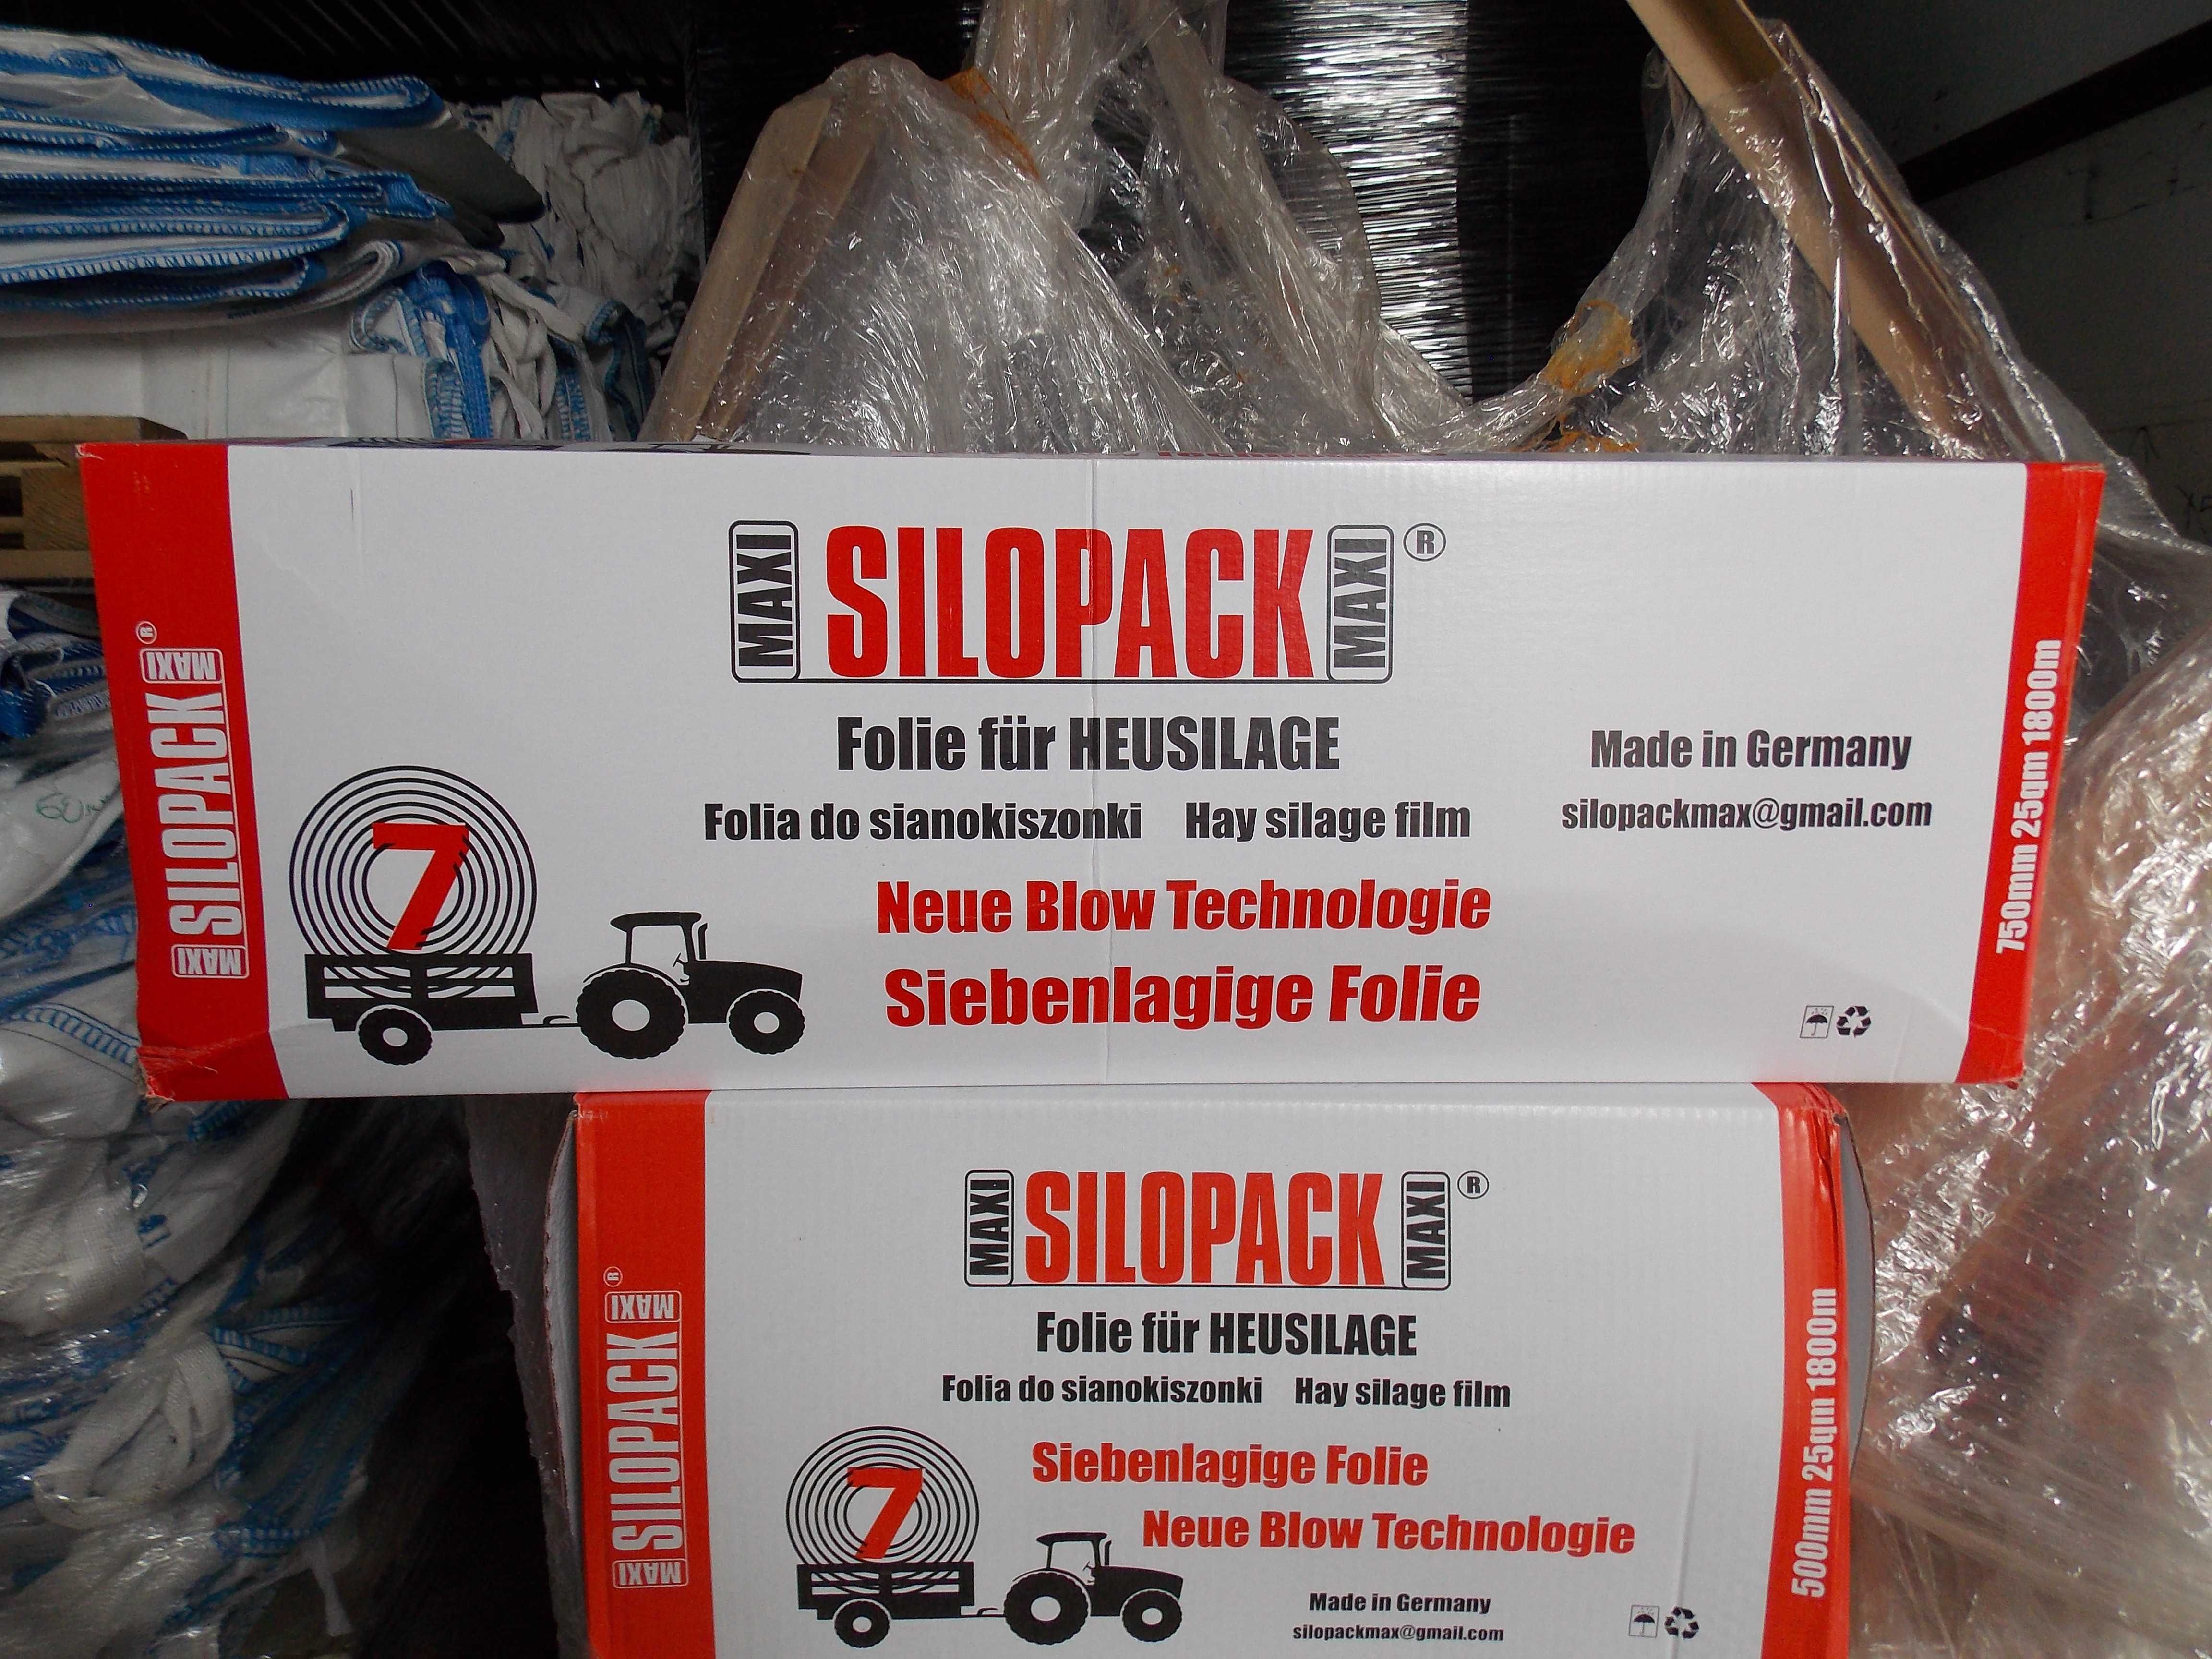 MAXI SILOPACK MAXI ®
Folie für HEUSILAGE
Folia do sianokiszonki Hay silage film
Neue Blow Technologie
Siebenlagige Folie
Made in Germany
silopackmax@gmail.com
7
MAXI SILOPACK MAXI ®
750mm 25qm 1800m
MAXI SILOPACK MAXI ®
Folie für HEUSILAGE
Folia do sianokiszonki Hay silage film
Siebenlagige Folie
Neue Blow Technologie
7
Made in Germany
silopackmax@gmail.com
MAXI SILOPACK MAXI ®
500mm 25qm 1800m